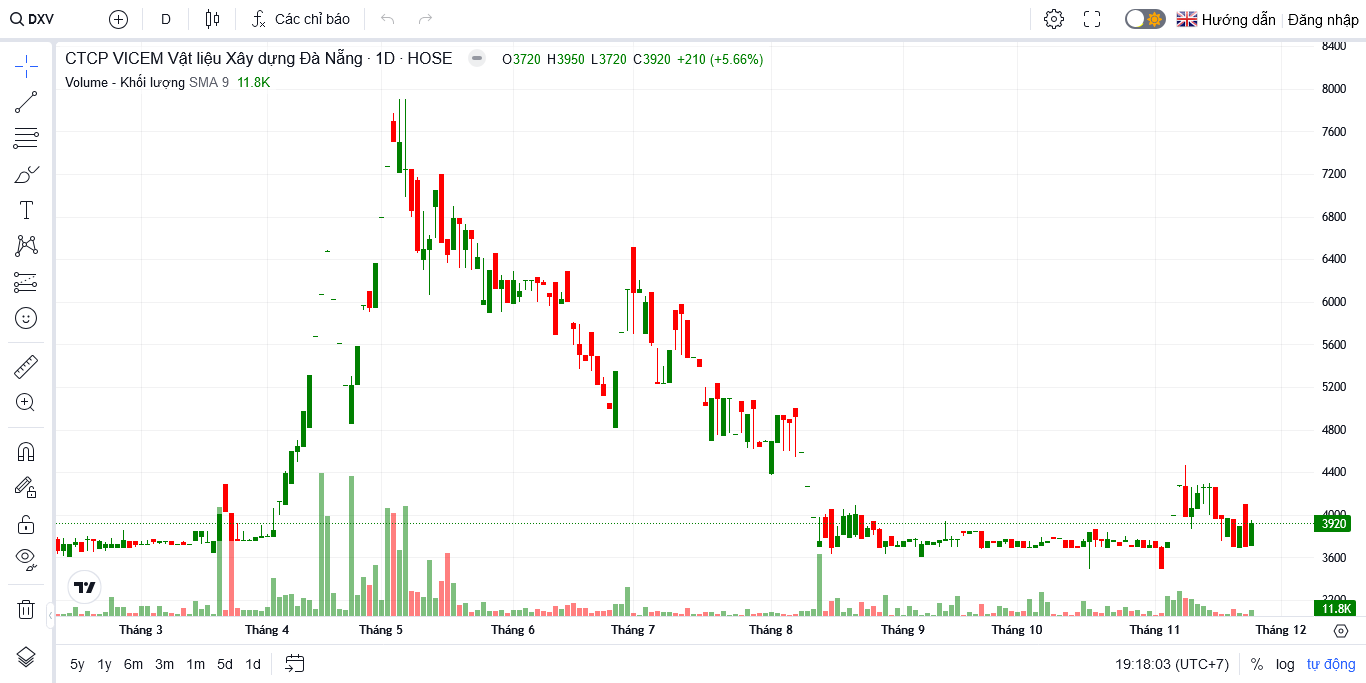 DXV D Các chỉ báo Hướng dẫn Đăng nhập
CTCP VICEM Vật liệu Xây dựng Đà Nẵng · 1D · HOSE O3720 H3950 L3720 C3920 +210 (+5.66%)
Volume - Khối lượng SMA 9 11.8K
8400
8000
7600
7200
6800
6400
6000
5600
5200
4800
4400
4000
3920
3600
3200
11.8K
Tháng 3 Tháng 4 Tháng 5 Tháng 6 Tháng 7 Tháng 8 Tháng 9 Tháng 10 Tháng 11 Tháng 12
5y 1y 6m 3m 1m 5d 1d 19:18:03 (UTC+7) % log tự động